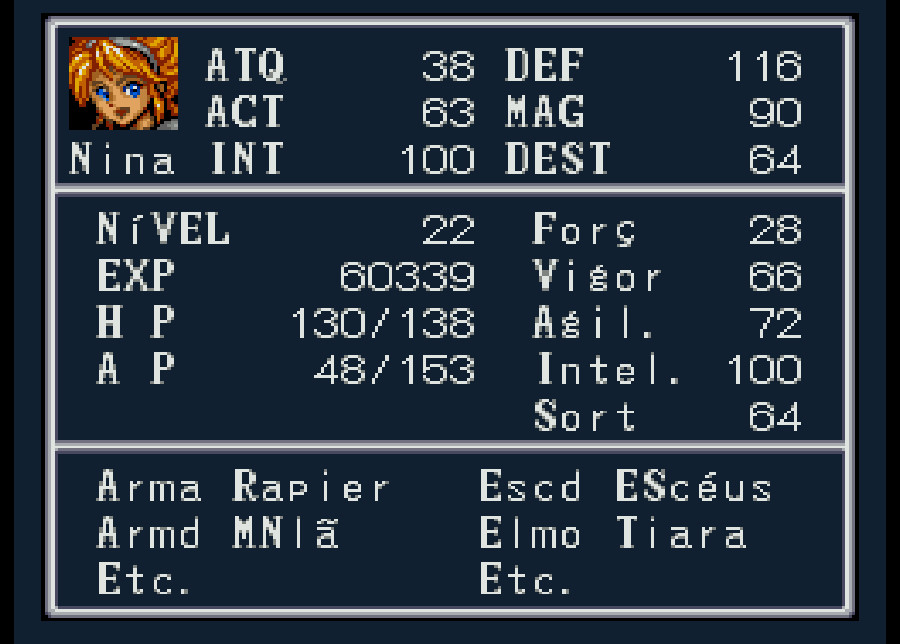 ATQ 38 DEF 116
ACT 63 MAG 90
Nina INT 100 DEST 64
NíVEL 22 Forç 28
EXP 60339 Vigor 66
H P 130/138 Agil. 72
A P 48/153 Intel. 100
Sort 64
Arma Rapier Escd EScéus
Armd MNlã Elmo Tiara
Etc. Etc.